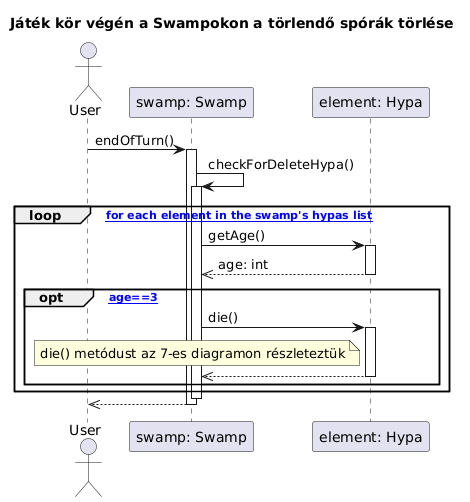 Játék kör végén a Swampokon a törlendő spórák törlése
User
swamp: Swamp
element: Hypa
endOfTurn()
checkForDeleteHypa()
loop
for each element in the swamp's hypas list
getAge()
age: int
opt
age==3
die()
die() metódust az 7-es diagramon részleteztük
User
swamp: Swamp
element: Hypa